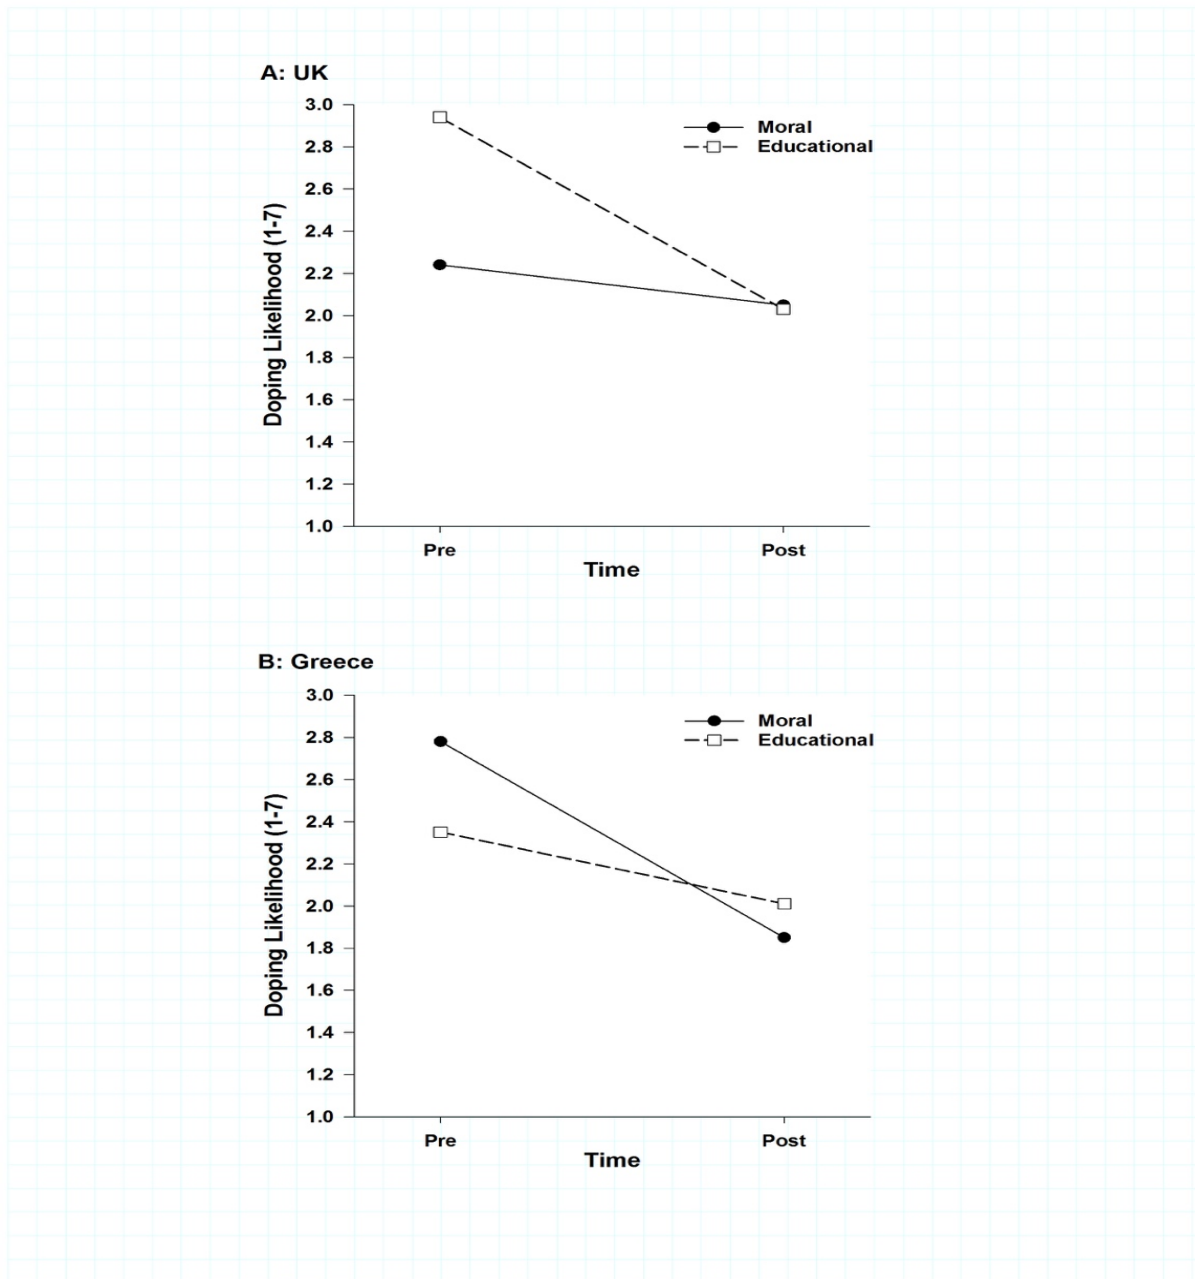 A: UK
Moral
Educational
Doping Likelihood (1-7)
3.0
2.8
2.6
2.4
2.2
2.0
1.8
1.6
1.4
1.2
1.0
Pre
Post
Time
B: Greece
Moral
Educational
Doping Likelihood (1-7)
3.0
2.8
2.6
2.4
2.2
2.0
1.8
1.6
1.4
1.2
1.0
Pre
Post
Time